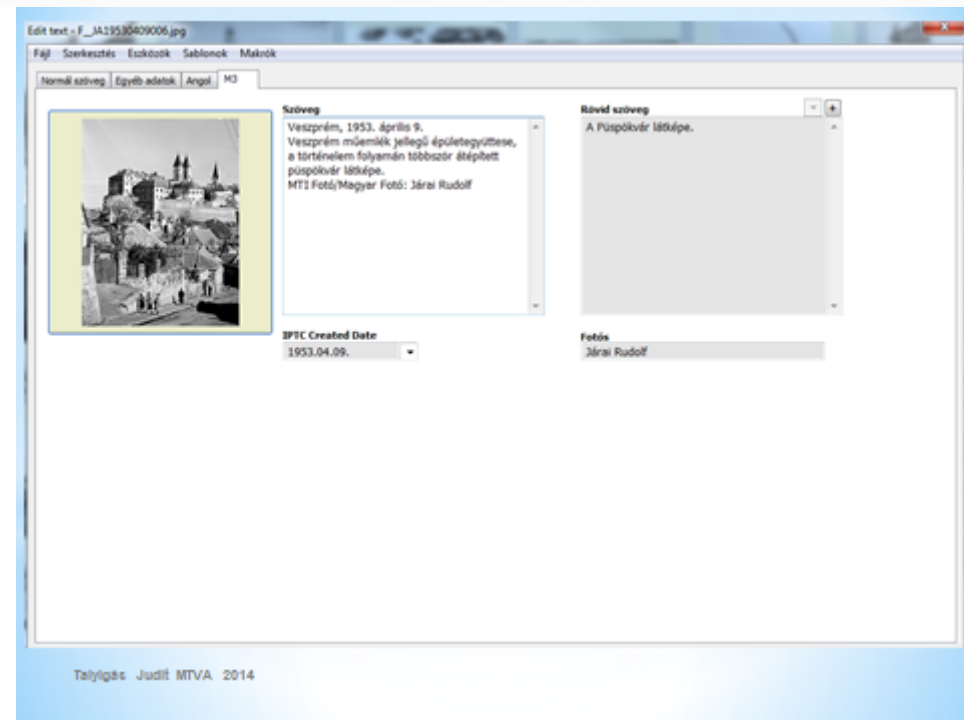 Edit text - F__JA19530409006.jpg
Fájl Szerkesztés Eszközök Sablonok Makrók
Normál szöveg Egyéb adatok Angol M3
Szöveg
Veszprém, 1953. április 9.
Veszprém műemlék jellegű épületegyüttese,
a történelem folyamán többször átépített
püspökvár látképe.
MTI Fotó/Magyar Fotó: Járai Rudolf
Rövid szöveg
A Püspökvár látképe.
IPTC Created Date
1953.04.09.
Fotós
Járai Rudolf
Talyigás Judit MTVA 2014